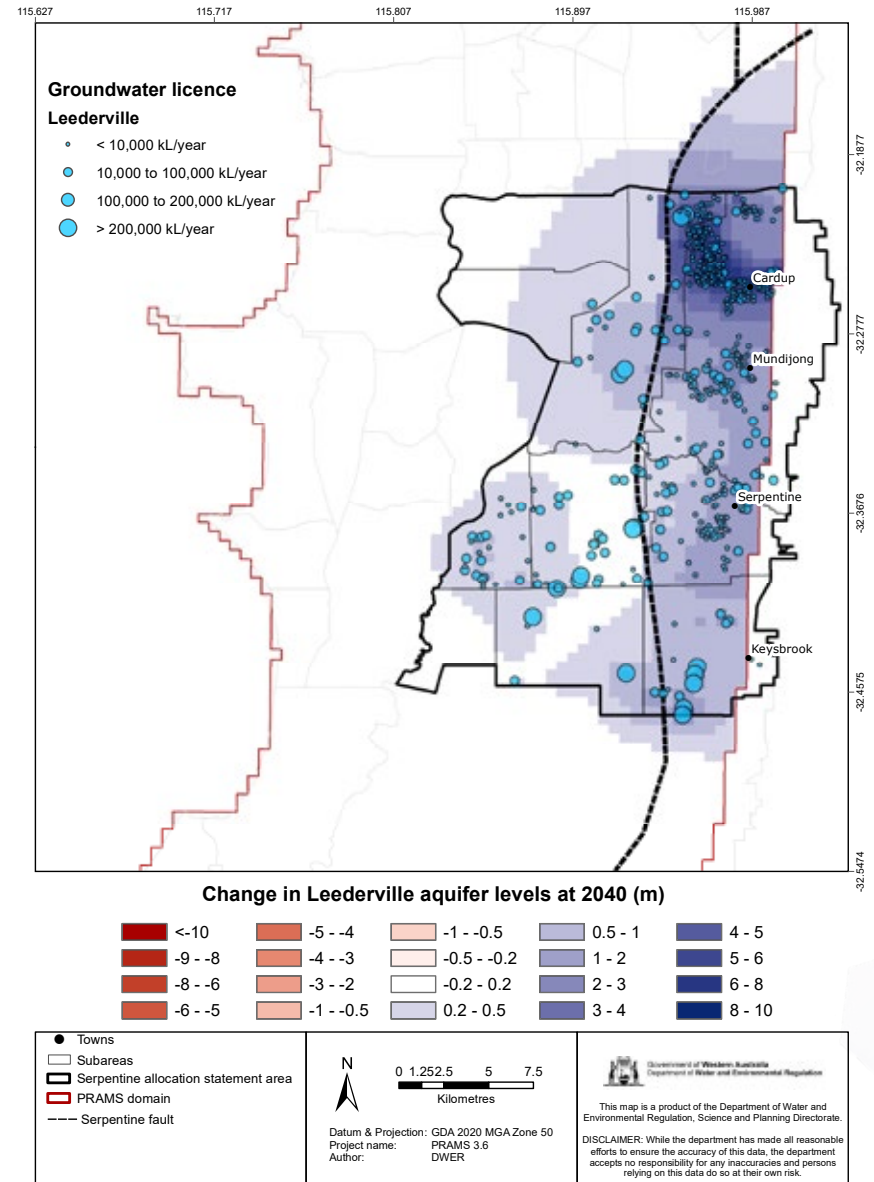 115.627 115.717 115.807 115.897 115.987
Groundwater licence
Leederville
< 10,000 kL/year
10,000 to 100,000 kL/year
100,000 to 200,000 kL/year
> 200,000 kL/year
-32.1877
Cardup
-32.2777
Mundijong
-32.3676
Serpentine
Keysbrook
-32.4575
-32.5474
Change in Leederville aquifer levels at 2040 (m)
<-10 -5 - -4 -1 - -0.5 0.5 - 1 4 - 5
-9 - -8 -4 - -3 -0.5 - -0.2 1 - 2 5 - 6
-8 - -6 -3 - -2 -0.2 - 0.2 2 - 3 6 - 8
-6 - -5 -1 - -0.5 0.2 - 0.5 3 - 4 8 - 10
Towns
Subareas
Serpentine allocation statement area
PRAMS domain
Serpentine fault
N
0 1.252.5 5 7.5
Kilometres
Datum & Projection: GDA 2020 MGA Zone 50
Project name: PRAMS 3.6
Author: DWER
Government of Western Australia
Department of Water and Environmental Regulation
This map is a product of the Department of Water and
Environmental Regulation, Science and Planning Directorate.
DISCLAIMER: While the department has made all reasonable
efforts to ensure the accuracy of this data, the department
accepts no responsibility for any inaccuracies and persons
relying on this data do so at their own risk.